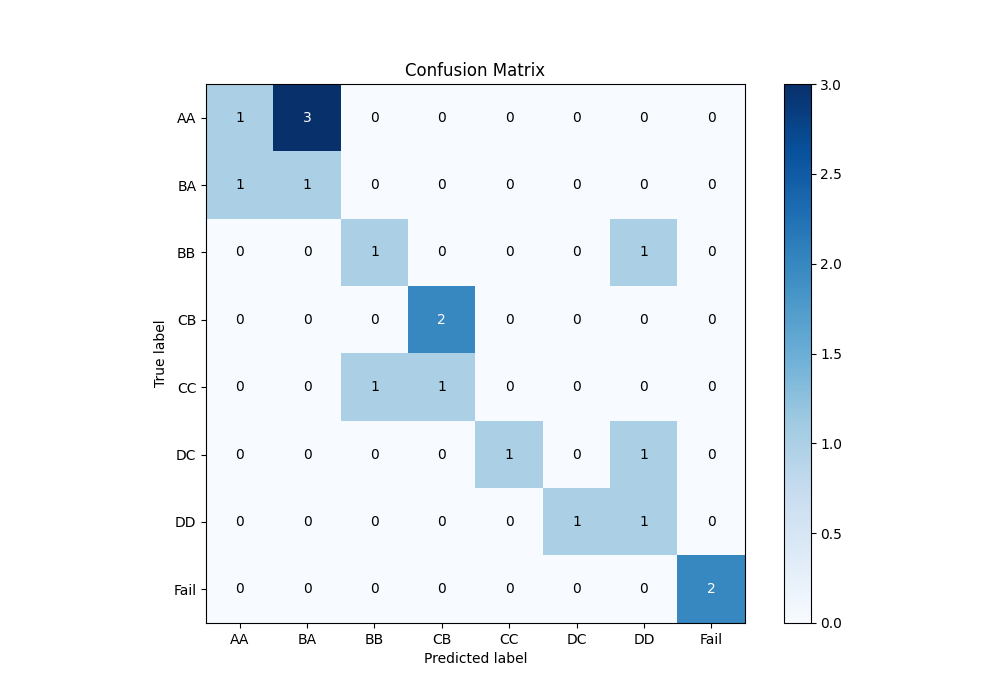 Confusion Matrix
AA 1 3 0 0 0 0 0 0
BA 1 1 0 0 0 0 0 0
BB 0 0 1 0 0 0 1 0
CB 0 0 0 2 0 0 0 0
CC 0 0 1 1 0 0 0 0
DC 0 0 0 0 1 0 1 0
DD 0 0 0 0 0 1 1 0
Fail 0 0 0 0 0 0 0 2
AA BA BB CB CC DC DD Fail
Predicted label
True label
3.0
2.5
2.0
1.5
1.0
0.5
0.0